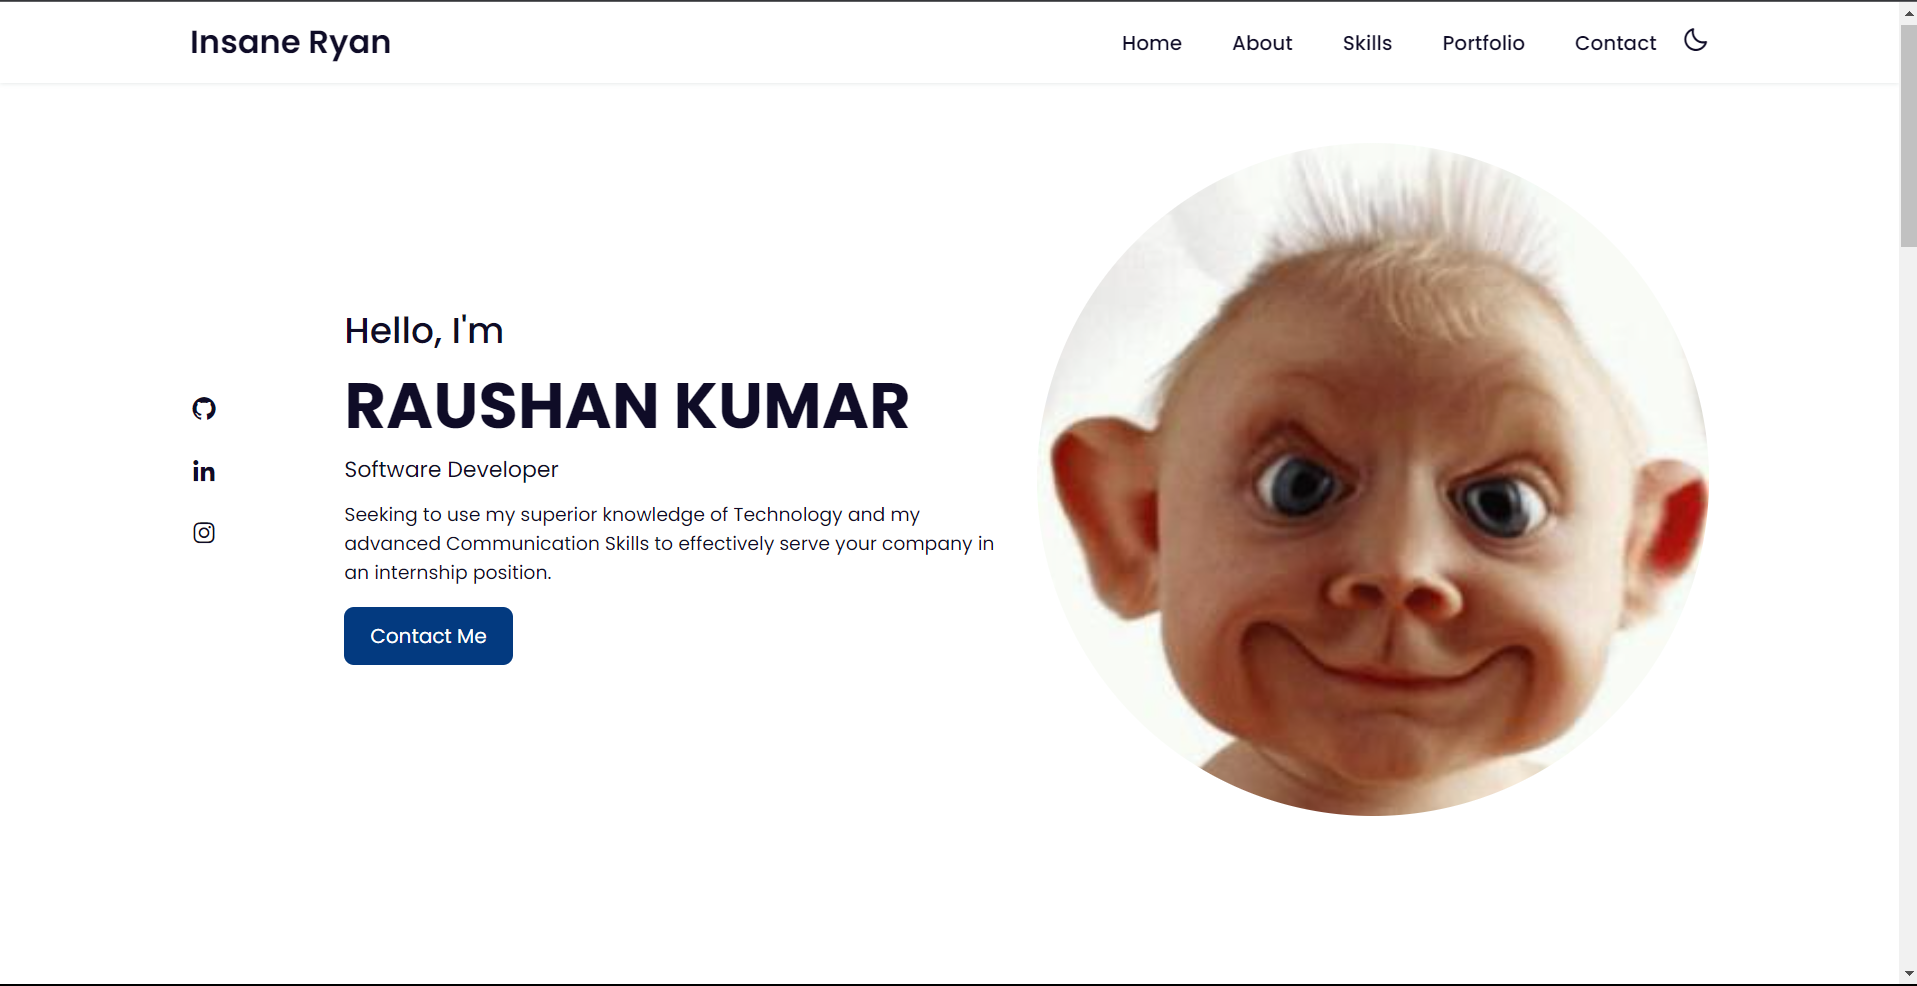 Insane Ryan
Home About Skills Portfolio Contact
Hello, I'm
RAUSHAN KUMAR
Software Developer
Seeking to use my superior knowledge of Technology and my
advanced Communication Skills to effectively serve your company in
an internship position.
Contact Me